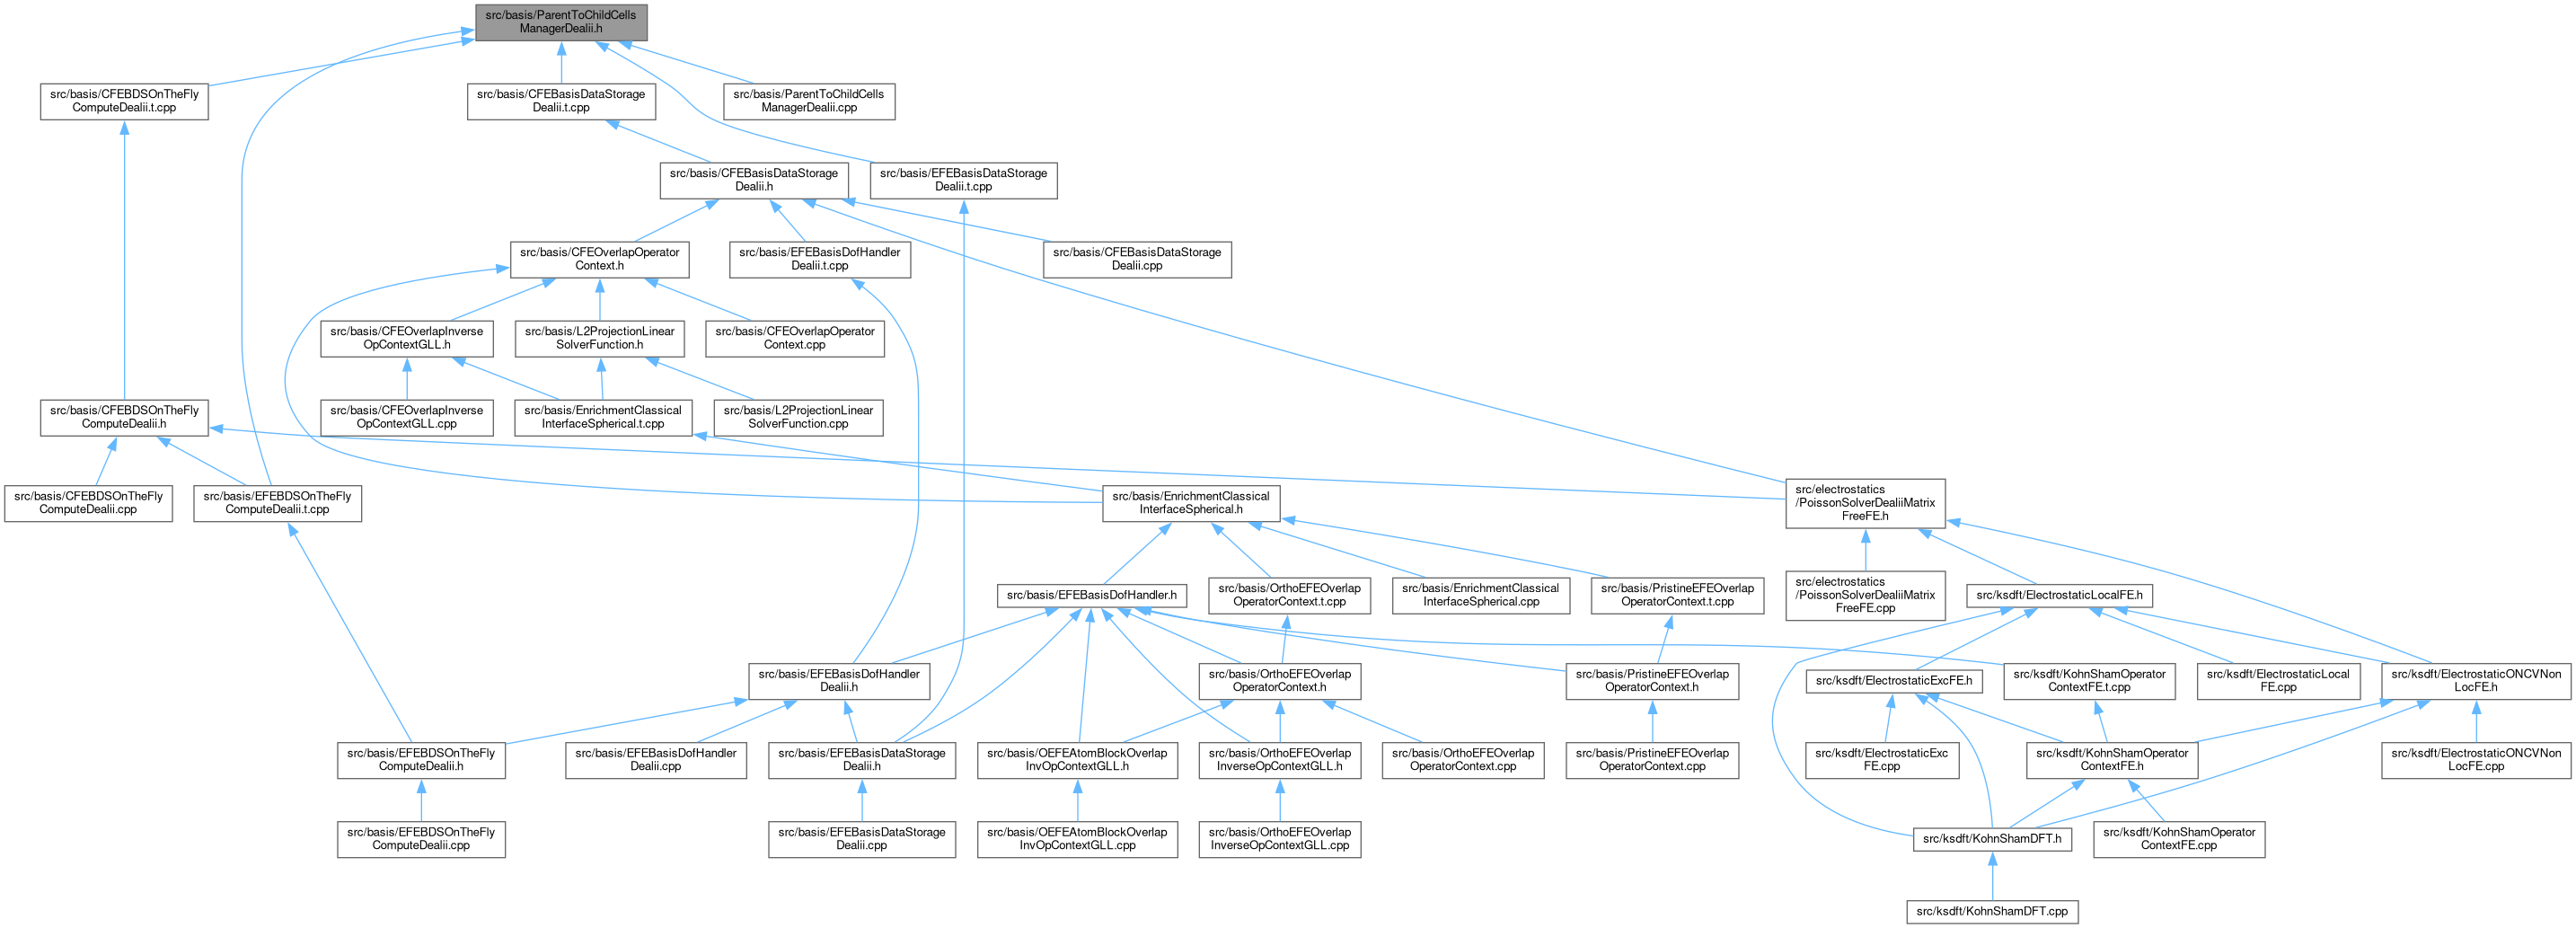 src/basis/ParentToChildCells
ManagerDealii.h
src/basis/CFEBDSOnTheFly
ComputeDealii.t.cpp
src/basis/CFEBasisDataStorage
Dealii.t.cpp
src/basis/ParentToChildCells
ManagerDealii.cpp
src/basis/CFEBasisDataStorage
Dealii.h
src/basis/EFEBasisDataStorage
Dealii.t.cpp
src/basis/CFEOverlapOperator
Context.h
src/basis/EFEBasisDofHandler
Dealii.t.cpp
src/basis/CFEBasisDataStorage
Dealii.cpp
src/basis/CFEOverlapInverse
OpContextGLL.h
src/basis/L2ProjectionLinear
SolverFunction.h
src/basis/CFEOverlapOperator
Context.cpp
src/basis/CFEBDSOnTheFly
ComputeDealii.h
src/basis/CFEOverlapInverse
OpContextGLL.cpp
src/basis/EnrichmentClassical
InterfaceSpherical.t.cpp
src/basis/L2ProjectionLinear
SolverFunction.cpp
src/basis/CFEBDSOnTheFly
ComputeDealii.cpp
src/basis/EFEBDSOnTheFly
ComputeDealii.t.cpp
src/basis/EnrichmentClassical
InterfaceSpherical.h
src/electrostatics
/PoissonSolverDealiiMatrix
FreeFE.h
src/basis/EFEBasisDofHandler.h
src/basis/OrthoEFEOverlap
OperatorContext.t.cpp
src/basis/EnrichmentClassical
InterfaceSpherical.cpp
src/basis/PristineEFEOverlap
OperatorContext.t.cpp
src/electrostatics
/PoissonSolverDealiiMatrix
FreeFE.cpp
src/ksdft/ElectrostaticLocalFE.h
src/basis/EFEBasisDofHandler
Dealii.h
src/basis/OrthoEFEOverlap
OperatorContext.h
src/basis/PristineEFEOverlap
OperatorContext.h
src/ksdft/ElectrostaticExcFE.h
src/ksdft/KohnShamOperator
ContextFE.t.cpp
src/ksdft/ElectrostaticLocal
FE.cpp
src/ksdft/ElectrostaticONCVNon
LocFE.h
src/basis/EFEBDSOnTheFly
ComputeDealii.h
src/basis/EFEBasisDofHandler
Dealii.cpp
src/basis/EFEBasisDataStorage
Dealii.h
src/basis/OEFEAtomBlockOverlap
InvOpContextGLL.h
src/basis/OrthoEFEOverlap
InverseOpContextGLL.h
src/basis/OrthoEFEOverlap
OperatorContext.cpp
src/basis/PristineEFEOverlap
OperatorContext.cpp
src/ksdft/ElectrostaticExc
FE.cpp
src/ksdft/KohnShamOperator
ContextFE.h
src/ksdft/ElectrostaticONCVNon
LocFE.cpp
src/basis/EFEBDSOnTheFly
ComputeDealii.cpp
src/basis/EFEBasisDataStorage
Dealii.cpp
src/basis/OEFEAtomBlockOverlap
InvOpContextGLL.cpp
src/basis/OrthoEFEOverlap
InverseOpContextGLL.cpp
src/ksdft/KohnShamDFT.h
src/ksdft/KohnShamOperator
ContextFE.cpp
src/ksdft/KohnShamDFT.cpp